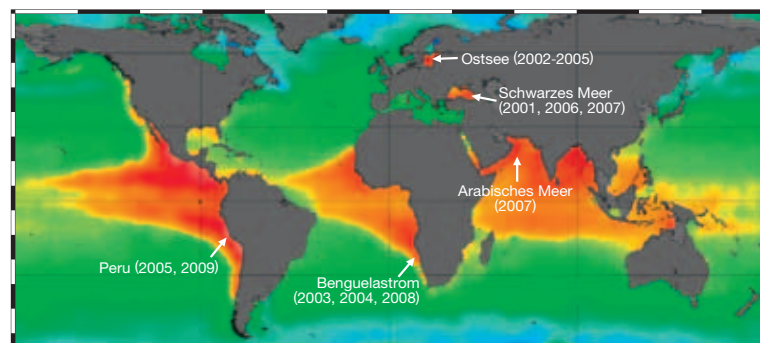 Ostsee (2002-2005)
Schwarzes Meer
(2001, 2006, 2007)
Arabisches Meer
(2007)
Peru (2005, 2009)
Benguelastrom
(2003, 2004, 2008)